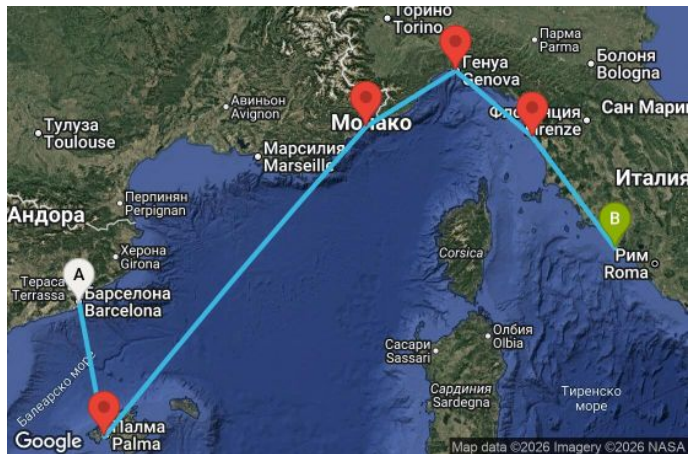 Торино
Torino
Парма
Parma
Генуа
Genova
Болоня
Bologna
Авиньон
Avignon
Монако
Сан Марин
Firenze
Тулуза
Toulouse
Марсилия
Marseille
Италия
Перпинян
Perpignan
Андора
Херона
Girona
Corsica
A
B
Рим
Roma
Тераса
Terrassa
Барселона
Barcelona
Олбия
Olbia
Сасари
Sassari
Балеарско море
Сардиния
Sardegna
Тиренско
море
Палма
Palma
Google
Map data ©2026 Imagery ©2026 NASA